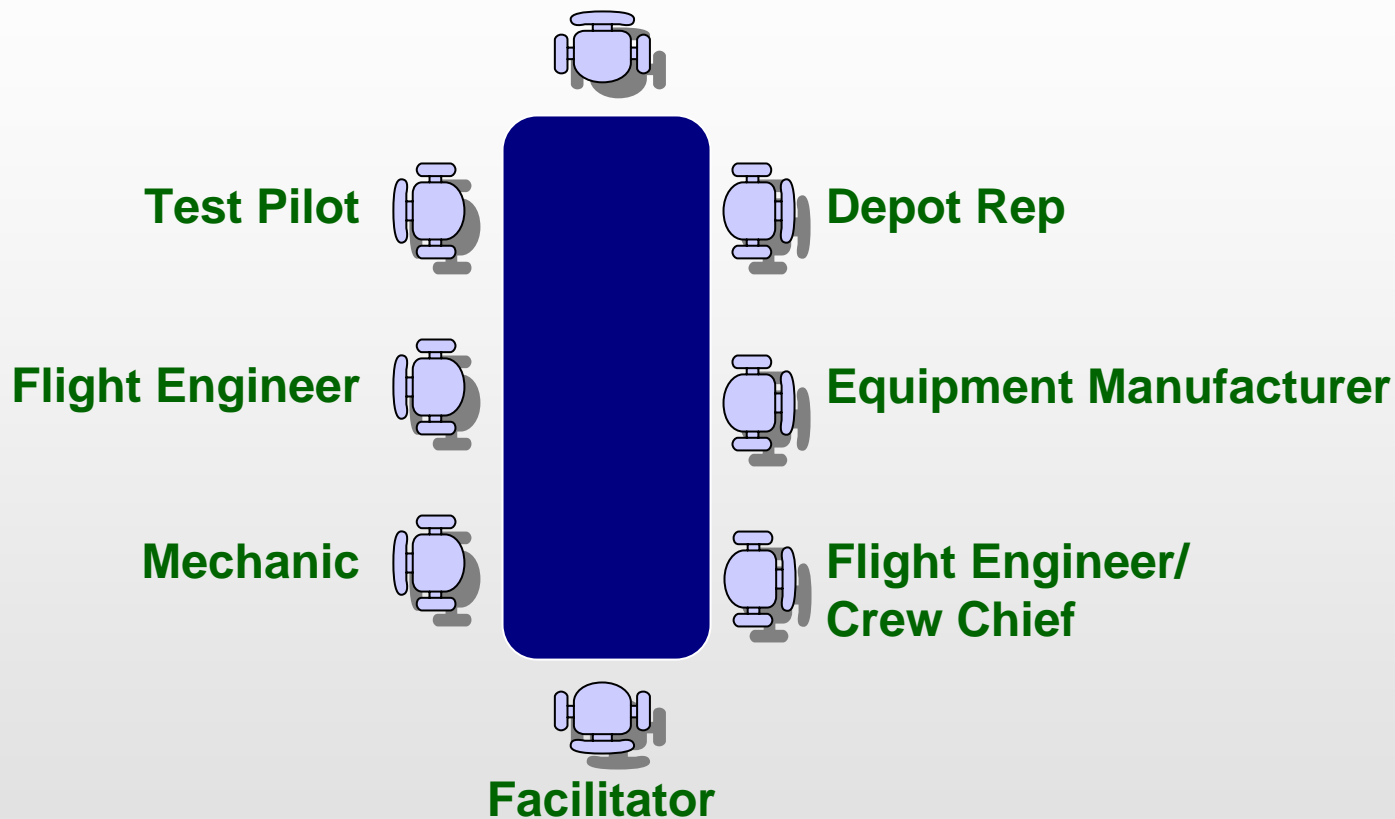 Test Pilot
Depot Rep
Flight Engineer
Equipment Manufacturer
Mechanic
Flight Engineer/
Crew Chief
Facilitator